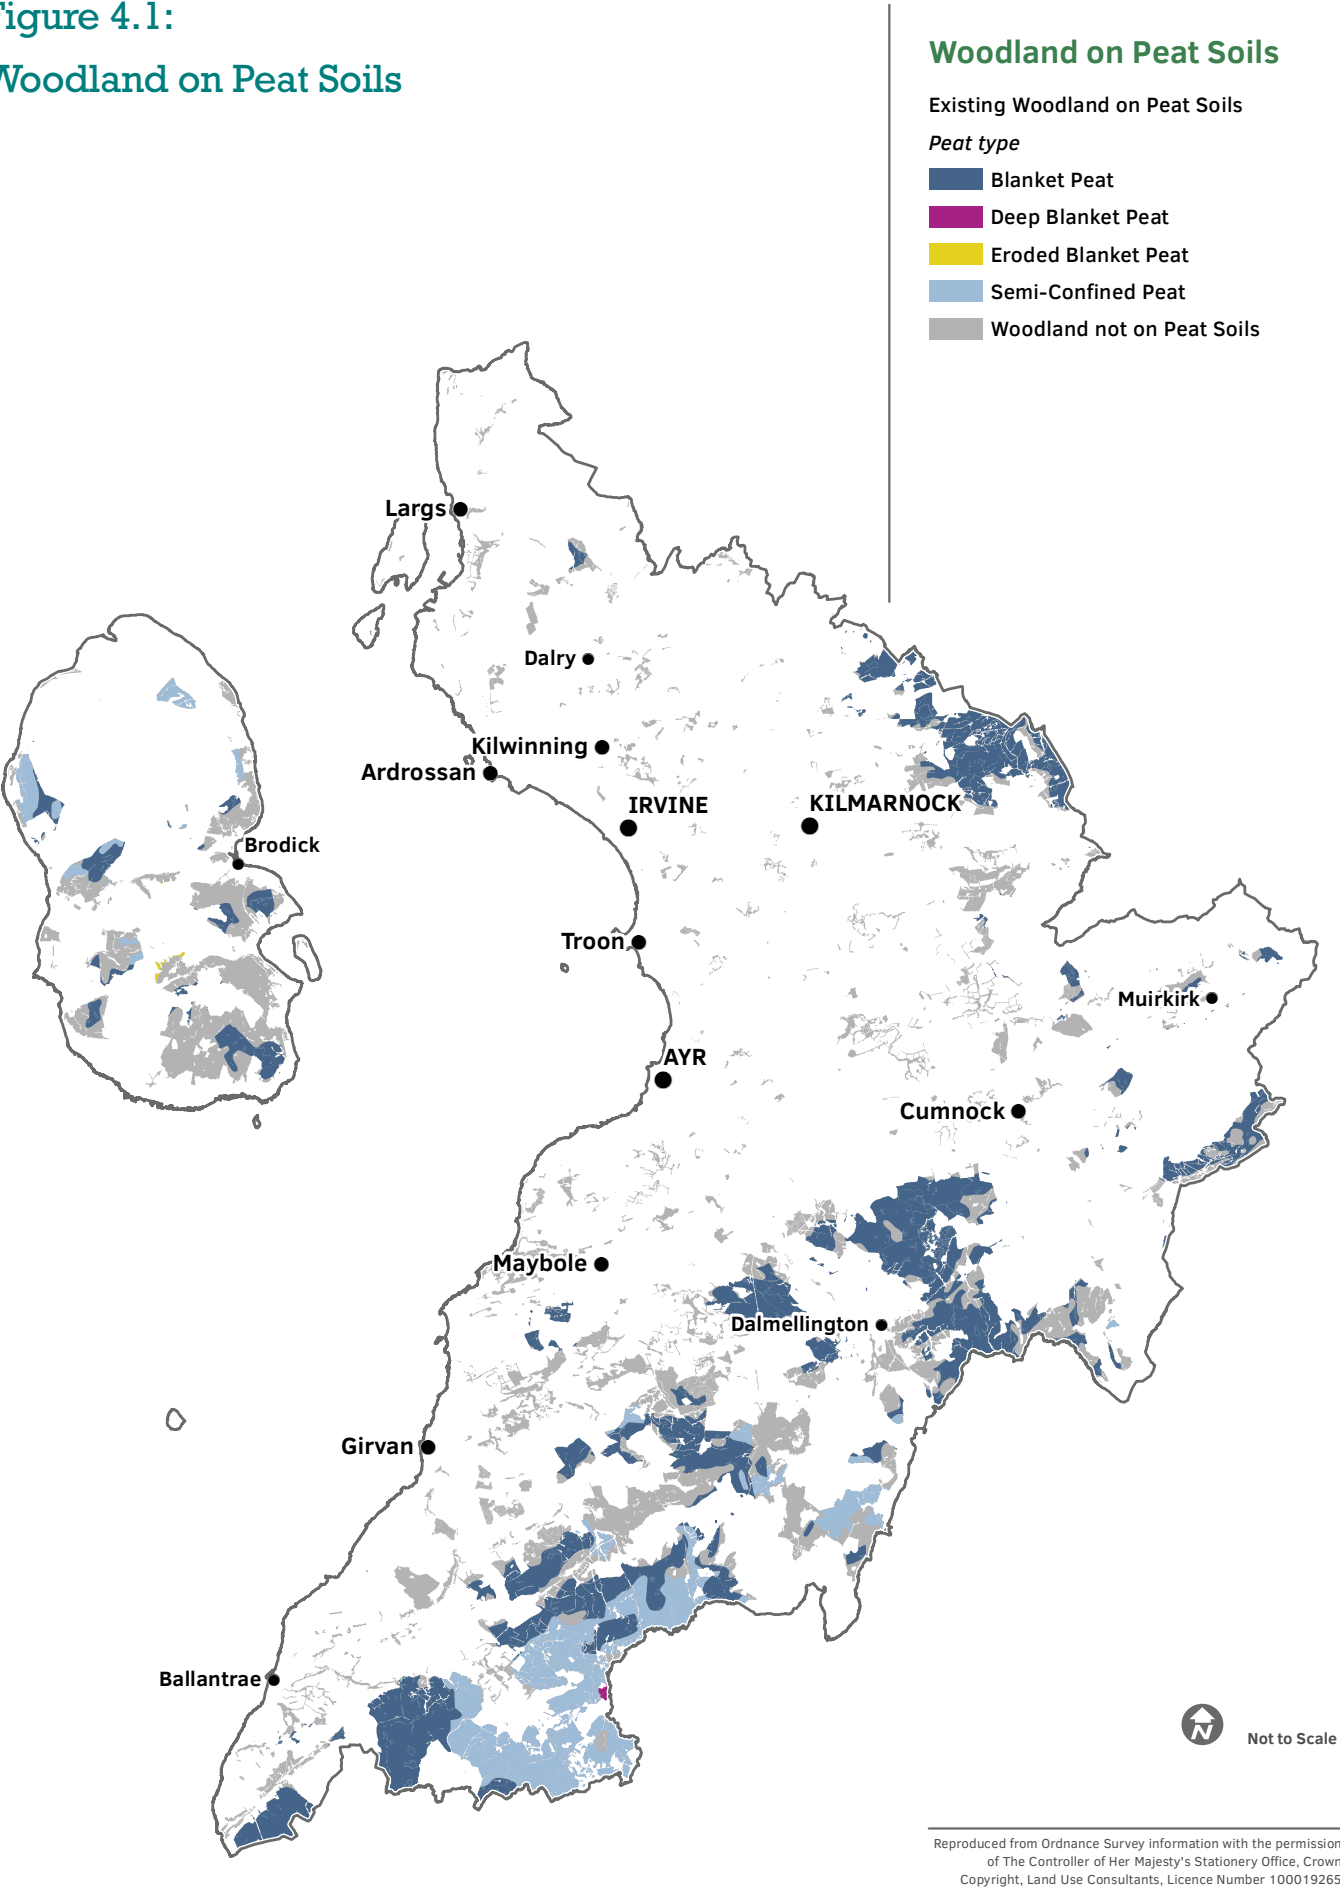 Figure 4.1:
Woodland on Peat Soils
Woodland on Peat Soils
Existing Woodland on Peat Soils
Peat type
Blanket Peat
Deep Blanket Peat
Eroded Blanket Peat
Semi-Confined Peat
Woodland not on Peat Soils
Largs
Dalry
Kilwinning
Ardrossan
IRVINE
KILMARNOCK
Brodick
Troon
Muirkirk
AYR
Cumnock
Maybole
Dalmellington
Girvan
Ballantrae
N
Not to Scale
Reproduced from Ordnance Survey information with the permission
of The Controller of Her Majesty's Stationery Office, Crown
Copyright, Land Use Consultants, Licence Number 100019265